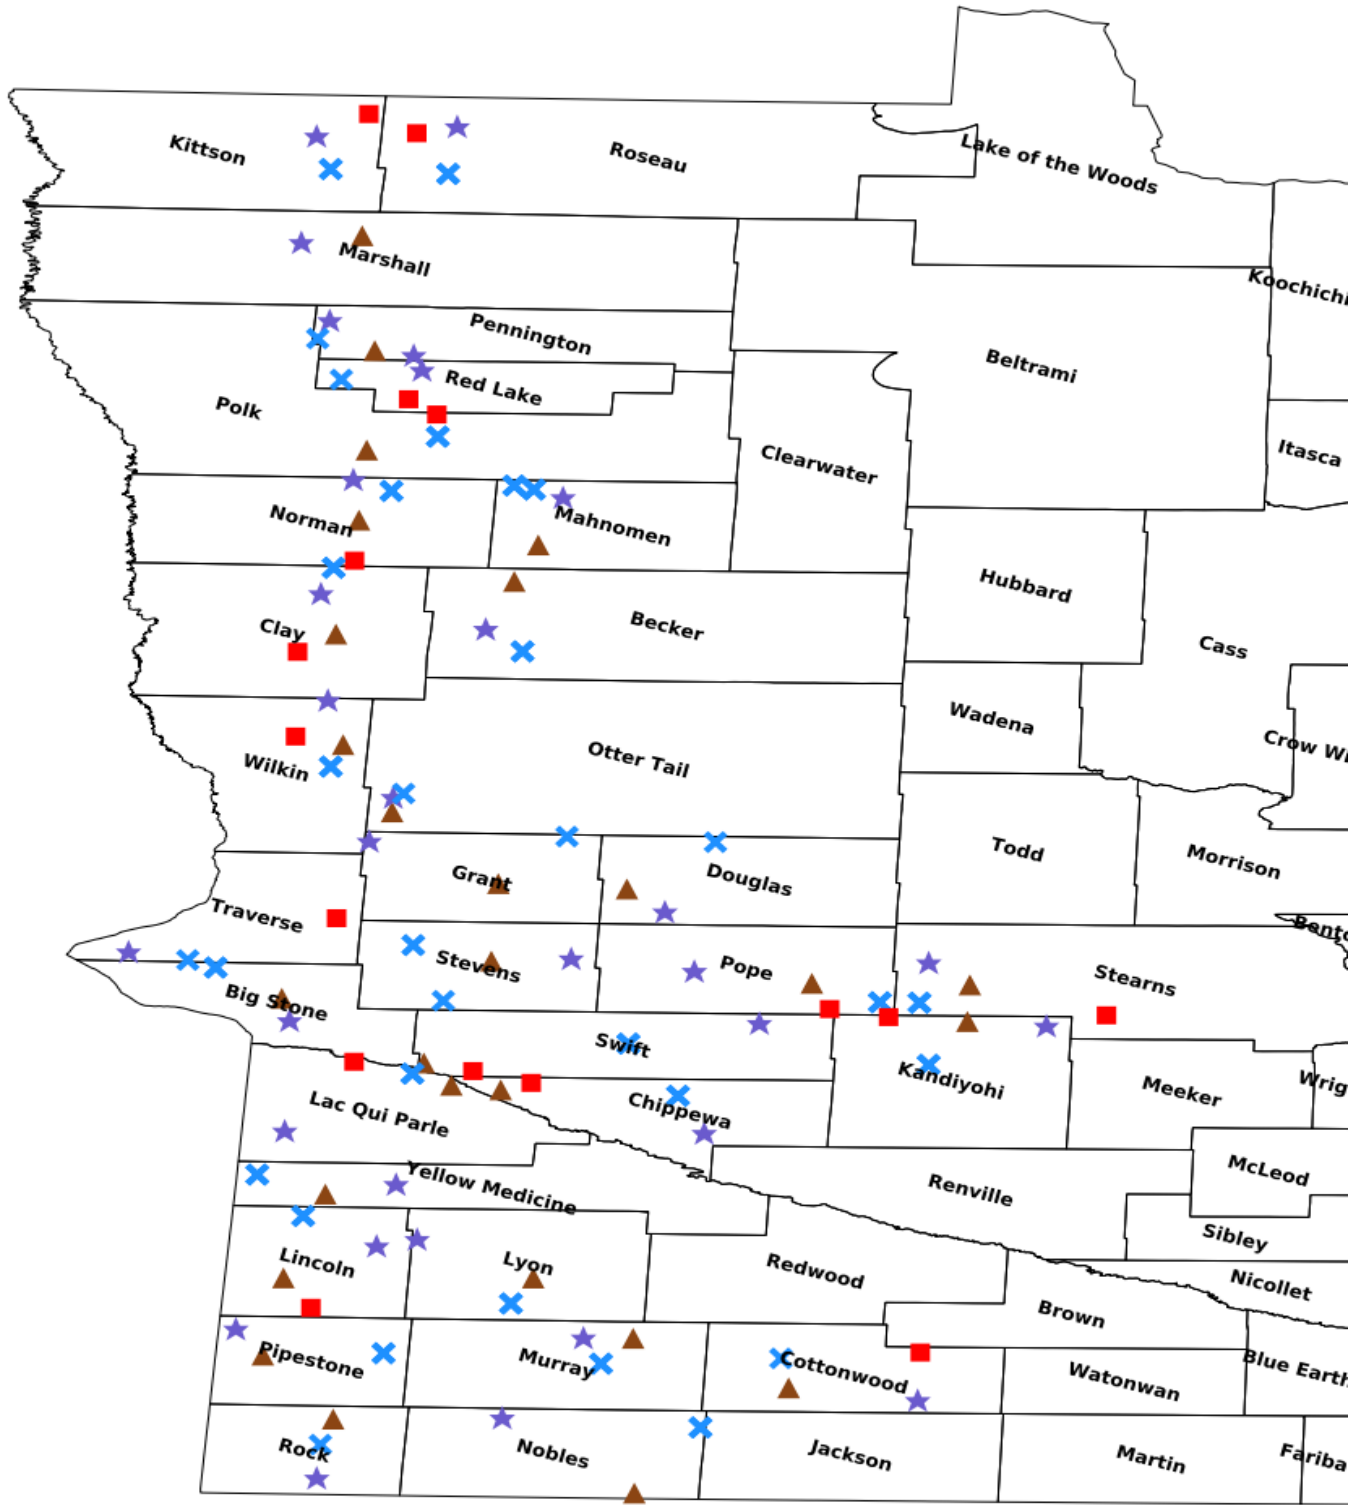 Kittson
Roseau
Lake of the Woods
Marshall
Koochichi
Pennington
Beltrami
Red Lake
Polk
Clearwater
Itasca
Norman
Mahnomen
Hubbard
Clay
Becker
Cass
Wadena
Crow Wi
Otter Tail
Wilkin
Todd
Morrison
Grant
Douglas
Traverse
Bento
Stevens
Pope
Stearns
Big Stone
Swift
Kandiyohi
Meeker
Wrig
Lac Qui Parle
Chippewa
McLeod
Yellow Medicine
Renville
Sibley
Lincoln
Lyon
Redwood
Nicollet
Brown
Pipestone
Murray
Cottonwood
Watonwan
Blue Earth
Rock
Nobles
Jackson
Martin
Fariba